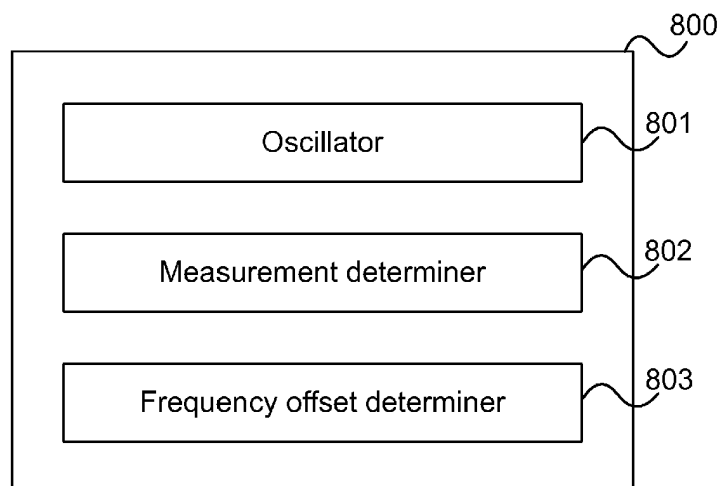 800
Oscillator
801
Measurement determiner
802
Frequency offset determiner
803